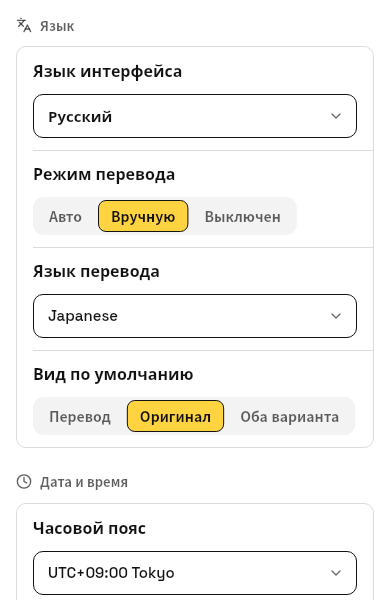 Язык
Язык интерфейса
Русский
Режим перевода
Авто Вручную Выключен
Язык перевода
Japanese
Вид по умолчанию
Перевод Оригинал Оба варианта
Дата и время
Часовой пояс
UTC+09:00 Tokyo